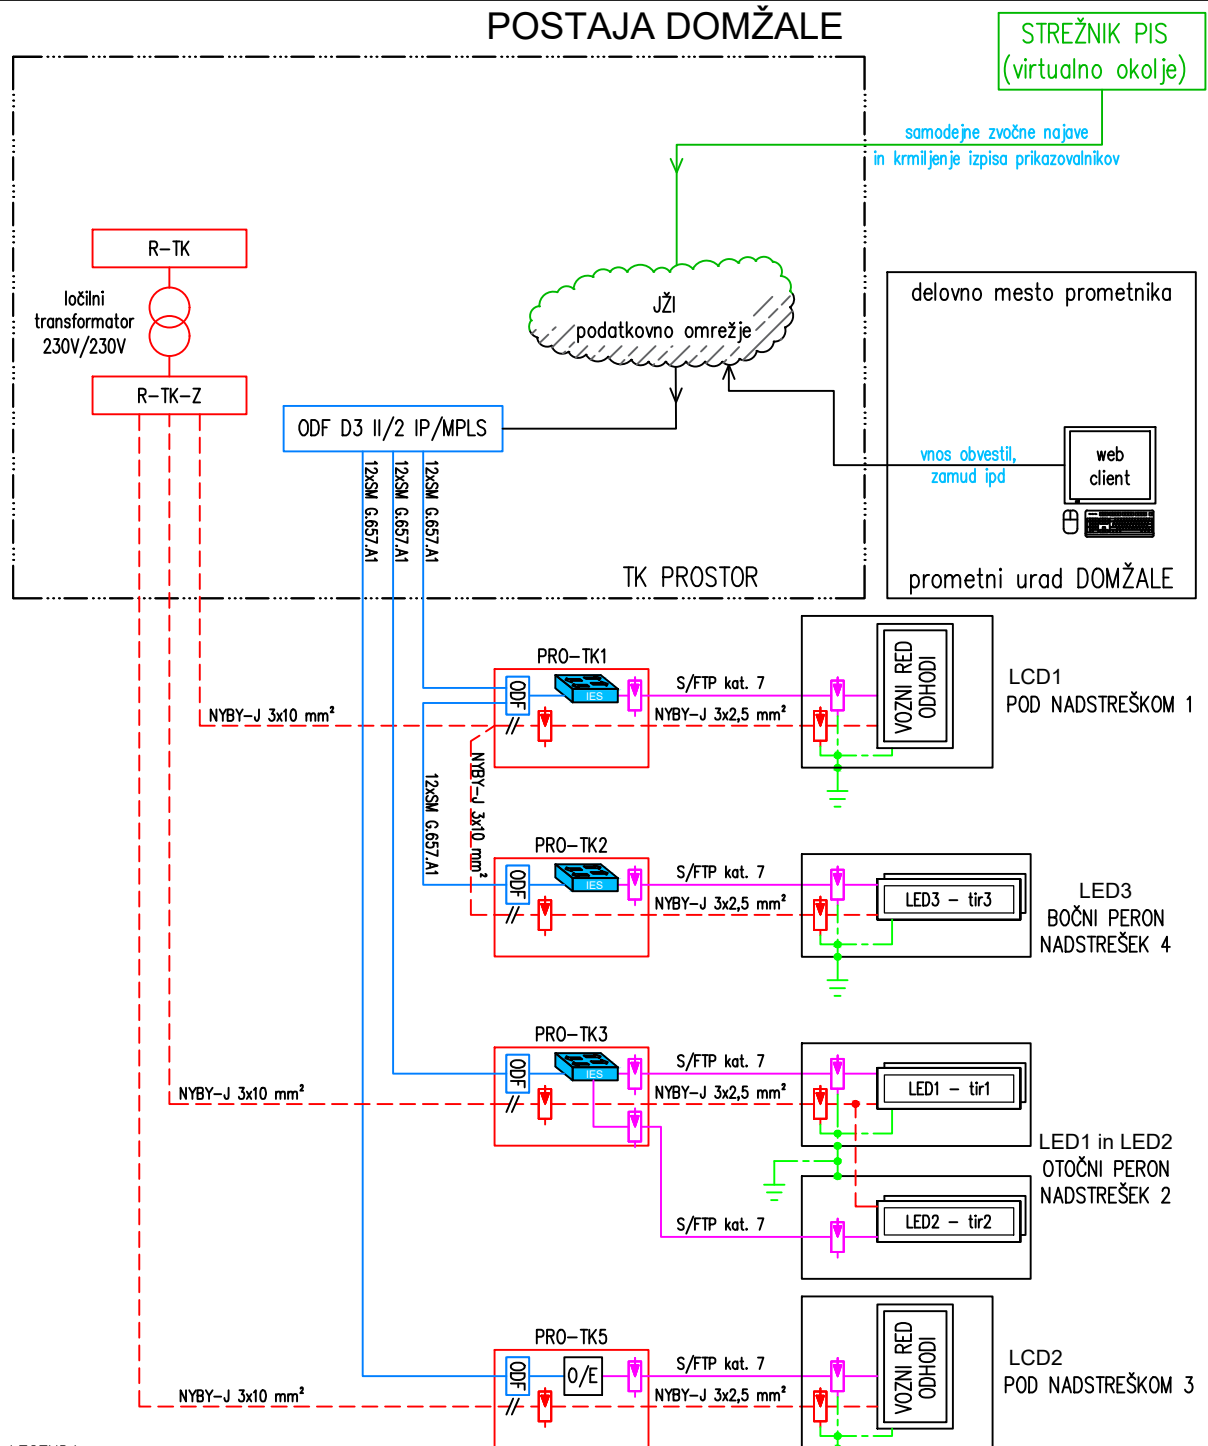 POSTAJA DOMŽALE
STREŽNIK PIS
(virtualno okolje)
samodejne zvočne najave
in krmiljenje izpisa prikazovalnikov
R-TK
ločilni
transformator
230V/230V
R-TK-Z
JŽI
podatkovno omrežje
delovno mesto prometnika
ODF D3 II/2 IP/MPLS
vnos obvestil,
zamud ipd
web
client
12xSM G.657.A1
12xSM G.657.A1
12xSM G.657.A1
TK PROSTOR
prometni urad DOMŽALE
PRO-TK1
ODF
IES
S/FTP kat. 7
NYBY-J 3x10 mm²
NYBY-J 3x2,5 mm²
VOZNI RED
ODHODI
LCD1
POD NADSTREŠKOM 1
12xSM G.657.A1
NYBY-J 3x10 mm²
PRO-TK2
ODF
IES
S/FTP kat. 7
NYBY-J 3x2,5 mm²
LED3 - tir3
LED3
BOČNI PERON
NADSTREŠEK 4
PRO-TK3
ODF
IES
S/FTP kat. 7
NYBY-J 3x10 mm²
NYBY-J 3x2,5 mm²
LED1 - tir1
LED1 in LED2
OTOČNI PERON
NADSTREŠEK 2
S/FTP kat. 7
LED2 - tir2
PRO-TK5
ODF
O/E
S/FTP kat. 7
NYBY-J 3x10 mm²
NYBY-J 3x2,5 mm²
VOZNI RED
ODHODI
LCD2
POD NADSTREŠKOM 3